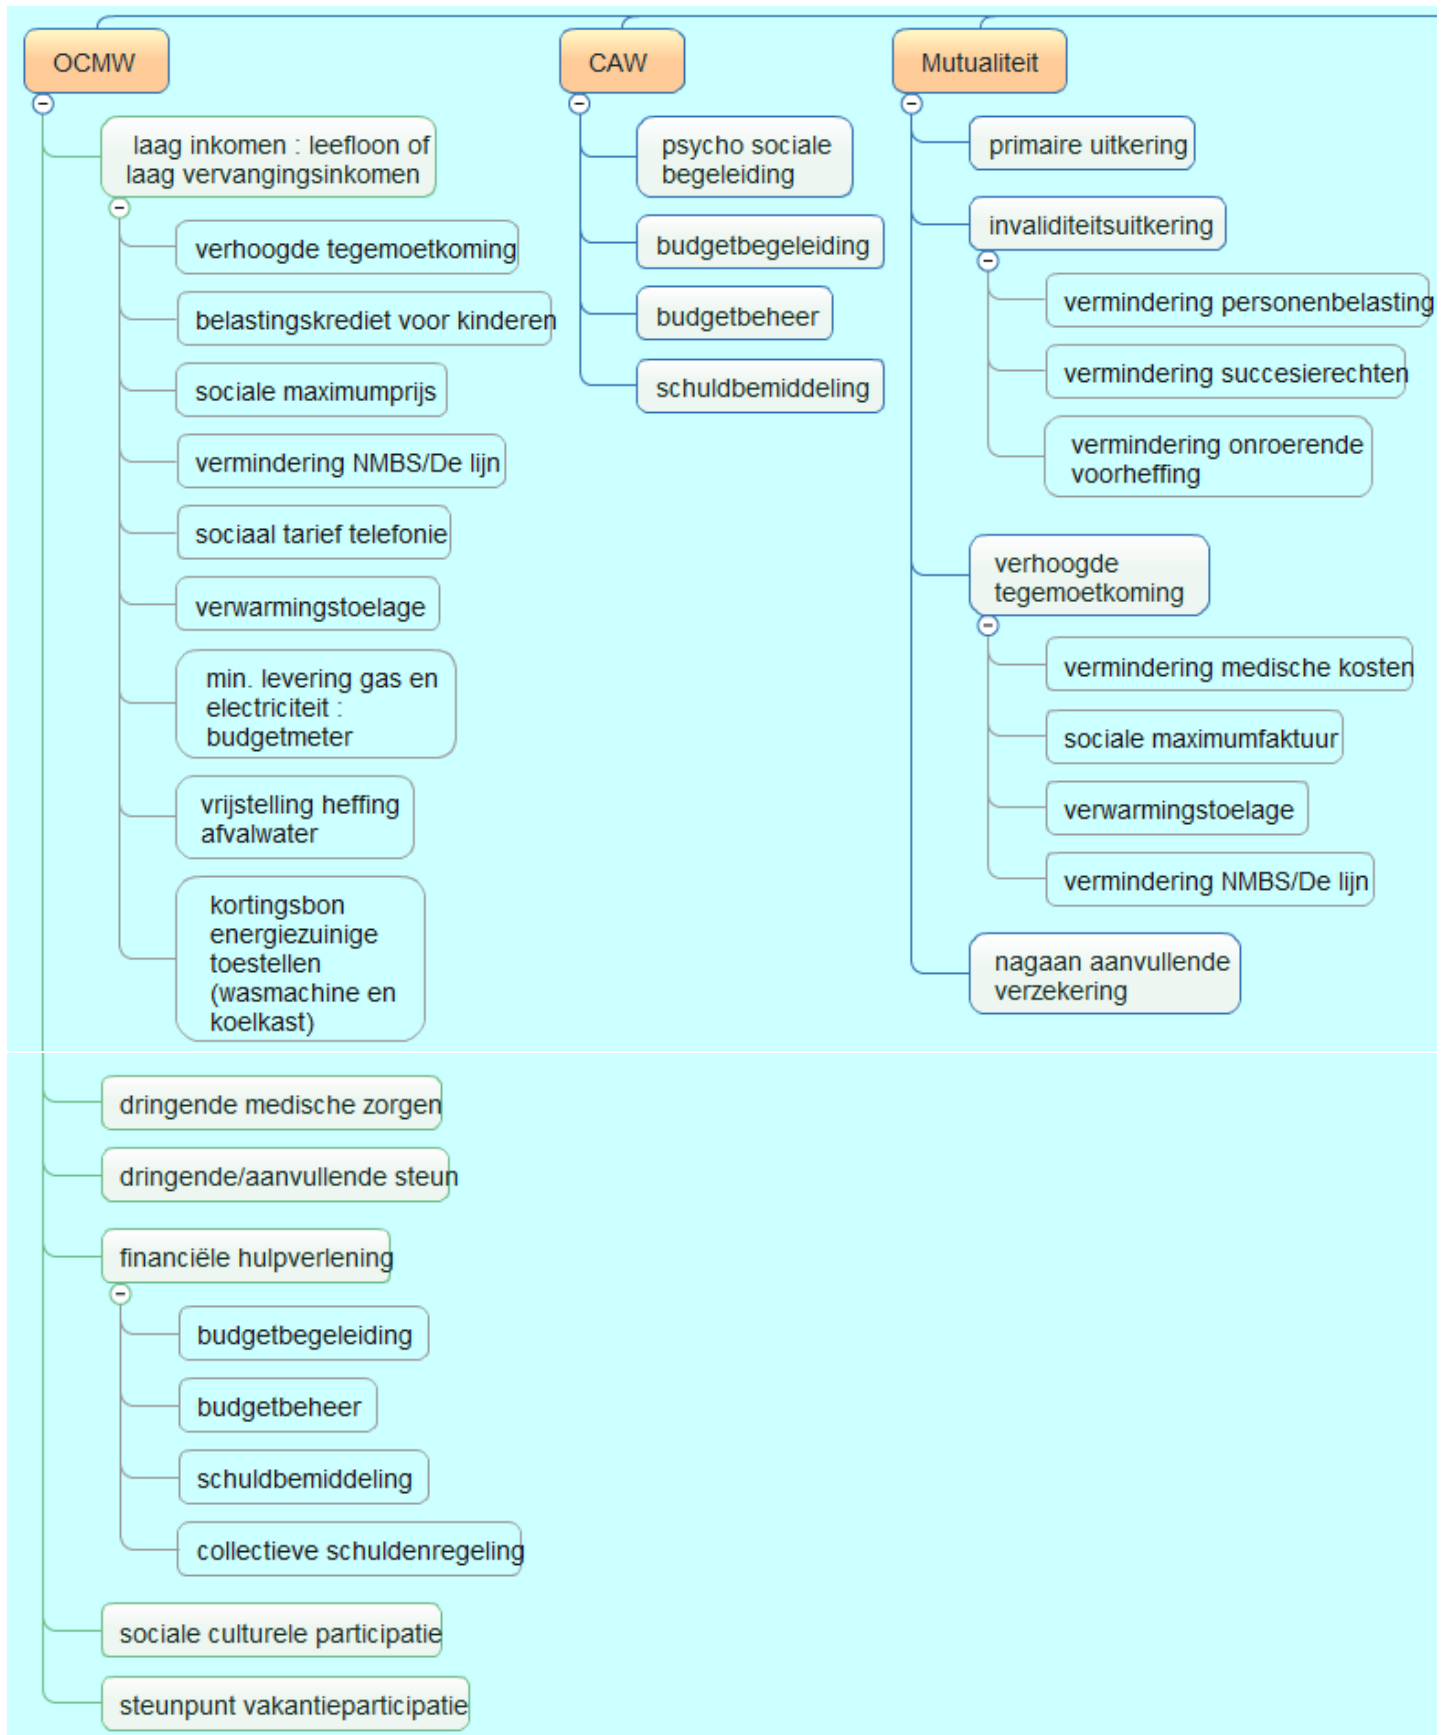 OCMW
laag inkomen : leefloon of
laag vervangingsinkomen
verhoogde tegemoetkoming
belastingskrediet voor kinderen
sociale maximumprijs
vermindering NMBS/De lijn
sociaal tarief telefonie
verwarmingstoelage
min. levering gas en
electriciteit :
budgetmeter
vrijstelling heffing
afvalwater
kortingsbon
energiezuinige
toestellen
(wasmachine en
koelkast)
dringende medische zorgen
dringende/aanvullende steun
financiële hulpverlening
budgetbegeleiding
budgetbeheer
schuldbemiddeling
collectieve schuldenregeling
sociale culturele participatie
steunpunt vakantieparticipatie
CAW
psycho sociale
begeleiding
budgetbegeleiding
budgetbeheer
schuldbemiddeling
Mutualiteit
primaire uitkering
invaliditeitsuitkering
vermindering personenbelasting
vermindering succesierechten
vermindering onroerende
voorheffing
verhoogde
tegemoetkoming
vermindering medische kosten
sociale maximumfaktuur
verwarmingstoelage
vermindering NMBS/De lijn
nagaan aanvullende
verzekering